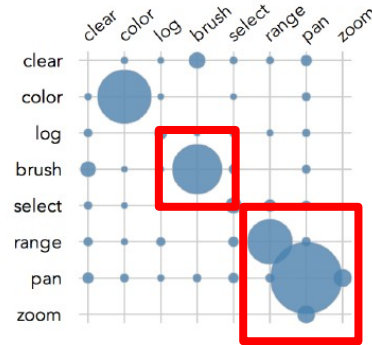 clear color log brush select range pan zoom
clear
color
log
brush
select
range
pan
zoom